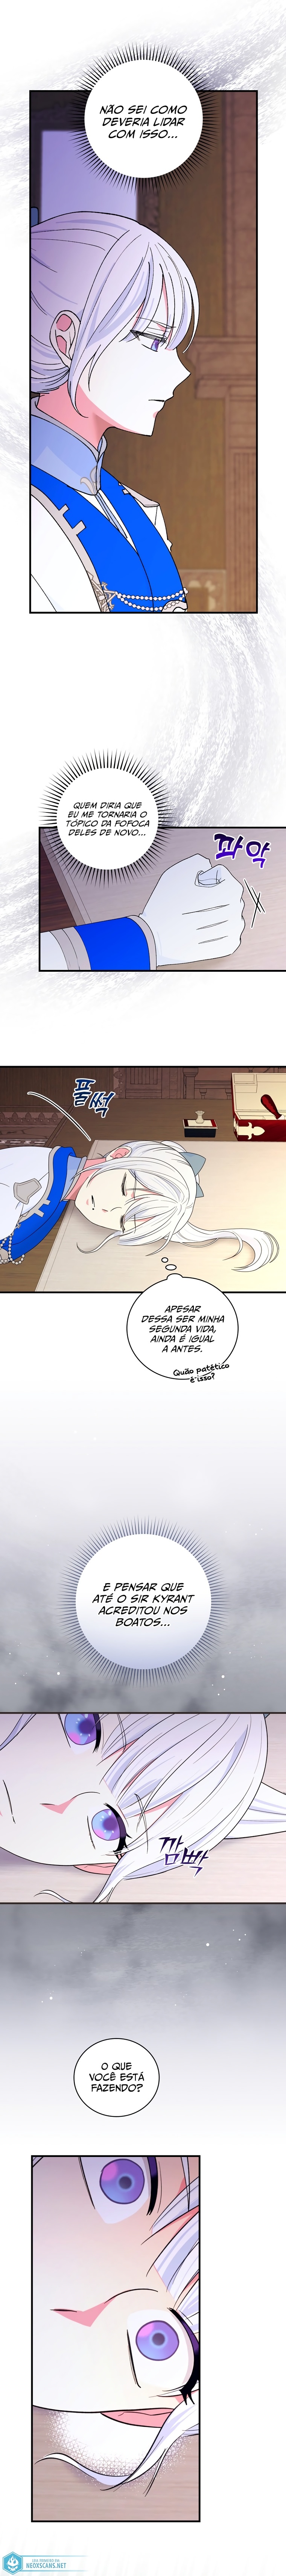 NÃO SEI COMO
DEVERIA LIDAR
COM ISSO...
QUEM DIRIA QUE
EU ME TORNARIA O
TÓPICO DA FOFOCA
DELES DE NOVO...
파악
풀썩
APESAR
DESSA SER MINHA
SEGUNDA VIDA,
AINDA É IGUAL
A ANTES.
Quão patético
é isso?
E PENSAR QUE
ATÉ O SIR KYRANT
ACREDITOU NOS
BOATOS...
깜빡
O QUE
VOCÊ ESTÁ
FAZENDO?
NEOXSCANS.NET